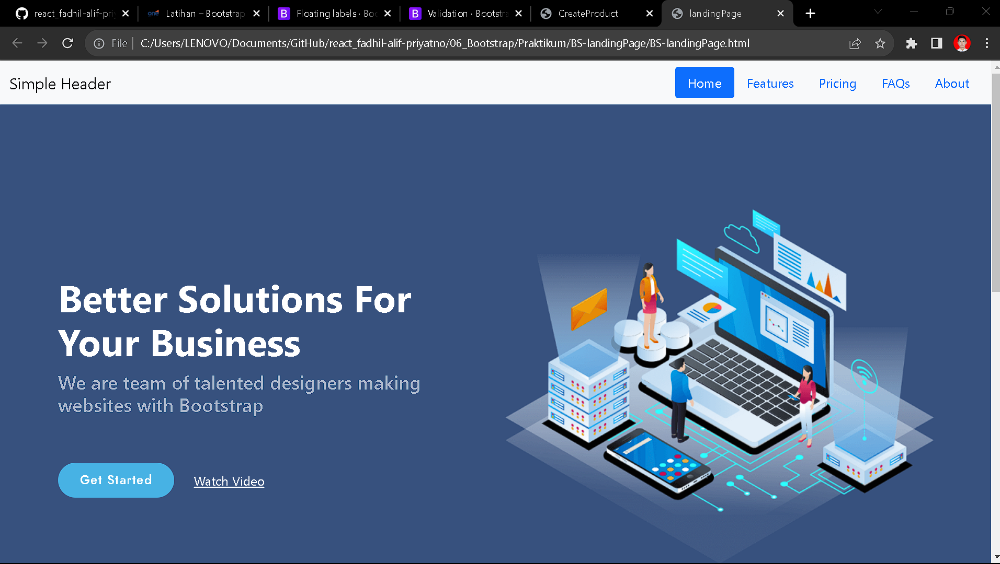 react_fadhil-alif-pri
Latihan – Bootstrap
Floating labels · Boo
Validation · Bootstra
CreateProduct
landingPage
File
C:/Users/LENOVO/Documents/GitHub/react_fadhil-alif-priyatno/06_Bootstrap/Praktikum/BS-landingPage/BS-landingPage.html
Simple Header
Home
Features
Pricing
FAQs
About
Better Solutions For
Your Business
We are team of talented designers making
websites with Bootstrap
Get Started
Watch Video